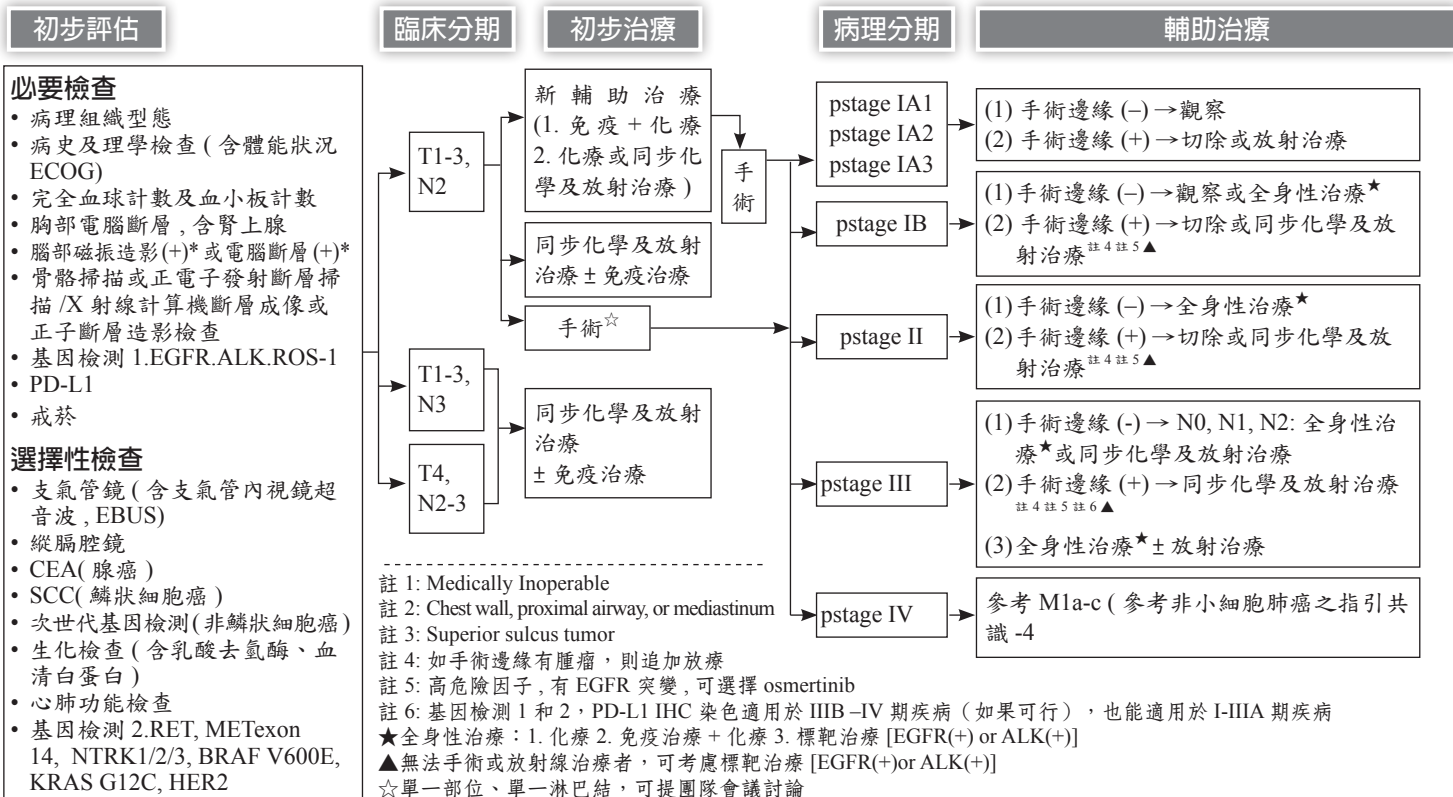 初步評估
臨床分期
初步治療
病理分期
輔助治療
必要檢查
• 病理組織型態
• 病史及理學檢查 ( 含體能狀況
ECOG)
• 完全血球計數及血小板計數
• 胸部電腦斷層 , 含腎上腺
• 腦部磁振造影(+)* 或電腦斷層(+)*
• 骨骼掃描或正電子發射斷層掃
描 /X 射線計算機斷層成像或
正子斷層造影檢查
• 基因檢測 1.EGFR.ALK.ROS-1
• PD-L1
• 戒菸
選擇性檢查
• 支氣管鏡 ( 含支氣管內視鏡超
音波 , EBUS)
• 縱膈腔鏡
• CEA( 腺癌 )
• SCC( 鱗狀細胞癌 )
• 次世代基因檢測(非鱗狀細胞癌)
• 生化檢查 ( 含乳酸去氫酶、血
清白蛋白 )
• 心肺功能檢查
• 基因檢測 2.RET, METexon
14, NTRK1/2/3, BRAF V600E,
KRAS G12C, HER2
T1-3,
N2
T1-3,
N3
T4,
N2-3
新輔助治療
(1. 免疫 + 化療
2. 化療或同步化
學及放射治療 )
手
術
同步化學及放射
治療 ± 免疫治療
手術☆
同步化學及放射
治療
± 免疫治療
pstage IA1
pstage IA2
pstage IA3
(1) 手術邊緣 (–) →觀察
(2) 手術邊緣 (+) →切除或放射治療
pstage IB
(1) 手術邊緣 (–) →觀察或全身性治療★
(2) 手術邊緣 (+) →切除或同步化學及放
射治療註 4 註 5▲
pstage II
(1)手術邊緣 (–) →全身性治療★
(2)手術邊緣 (+) →切除或同步化學及放
射治療註 4 註 5▲
pstage III
(1)手術邊緣 (-) → N0, N1, N2: 全身性治
療★或同步化學及放射治療
(2)手術邊緣 (+) →同步化學及放射治療
註 4 註 5 註 6▲
(3)全身性治療★± 放射治療
pstage IV
參考 M1a-c ( 參考非小細胞肺癌之指引共
識 -4
註 1: Medically Inoperable
註 2: Chest wall, proximal airway, or mediastinum
註 3: Superior sulcus tumor
註 4: 如手術邊緣有腫瘤，則追加放療
註 5: 高危險因子 , 有 EGFR 突變 , 可選擇 osmertinib
註 6: 基因檢測 1 和 2，PD-L1 IHC 染色適用於 IIIB –IV 期疾病（如果可行），也能適用於 I-IIIA 期疾病
★全身性治療：1. 化療 2. 免疫治療 + 化療 3. 標靶治療 [EGFR(+) or ALK(+)]
▲無法手術或放射線治療者，可考慮標靶治療 [EGFR(+)or ALK(+)]
☆單一部位、單一淋巴結，可提團隊會議討論